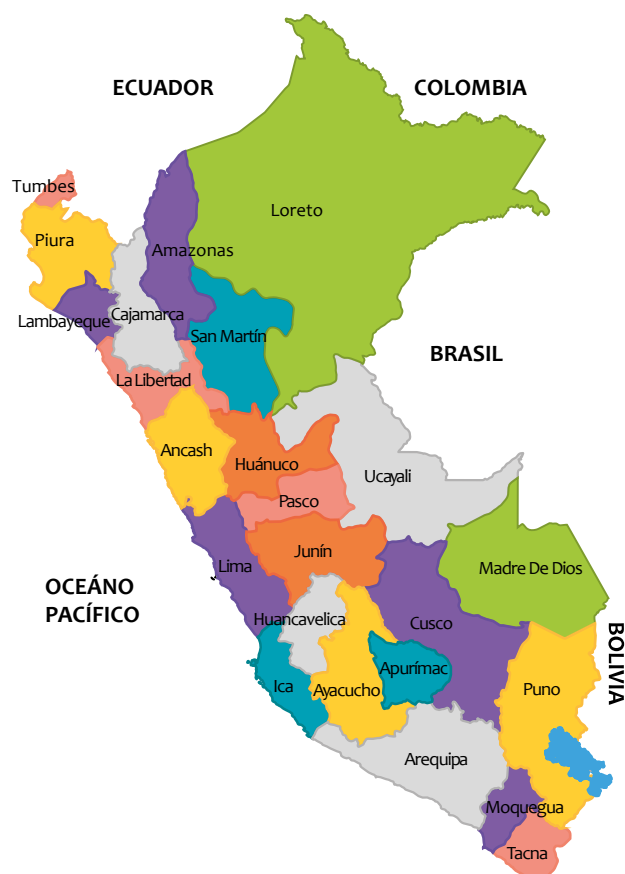 ECUADOR
COLOMBIA
Tumbes
Loreto
Piura
Amazonas
Cajamarca
Lambayeque
San Martín
BRASIL
La Libertad
Ancash
Huánuco
Ucayali
Pasco
Junín
Lima
Madre De Dios
OCEÁNO
PACÍFICO
Huancavelica
Cusco
BOLIVIA
Apurímac
Ica
Ayacucho
Puno
Arequipa
Moquegua
Tacna